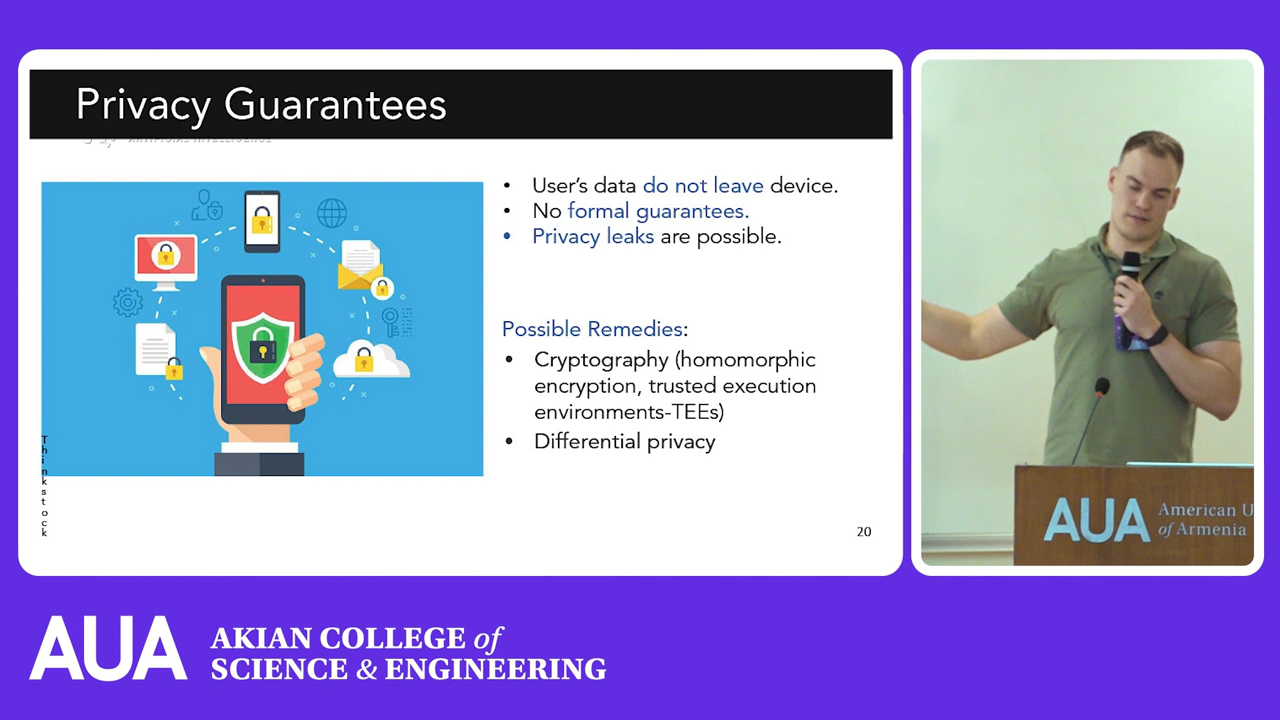 Privacy Guarantees
ARTIFICIAL INTELLIGENCE
• User’s data do not leave device.
• No formal guarantees.
• Privacy leaks are possible.
Possible Remedies:
• Cryptography (homomorphic
encryption, trusted execution
environments-TEEs)
• Differential privacy
Thinkstock
20
AUA American U
of Armenia
AUA AKIAN COLLEGE of
SCIENCE & ENGINEERING